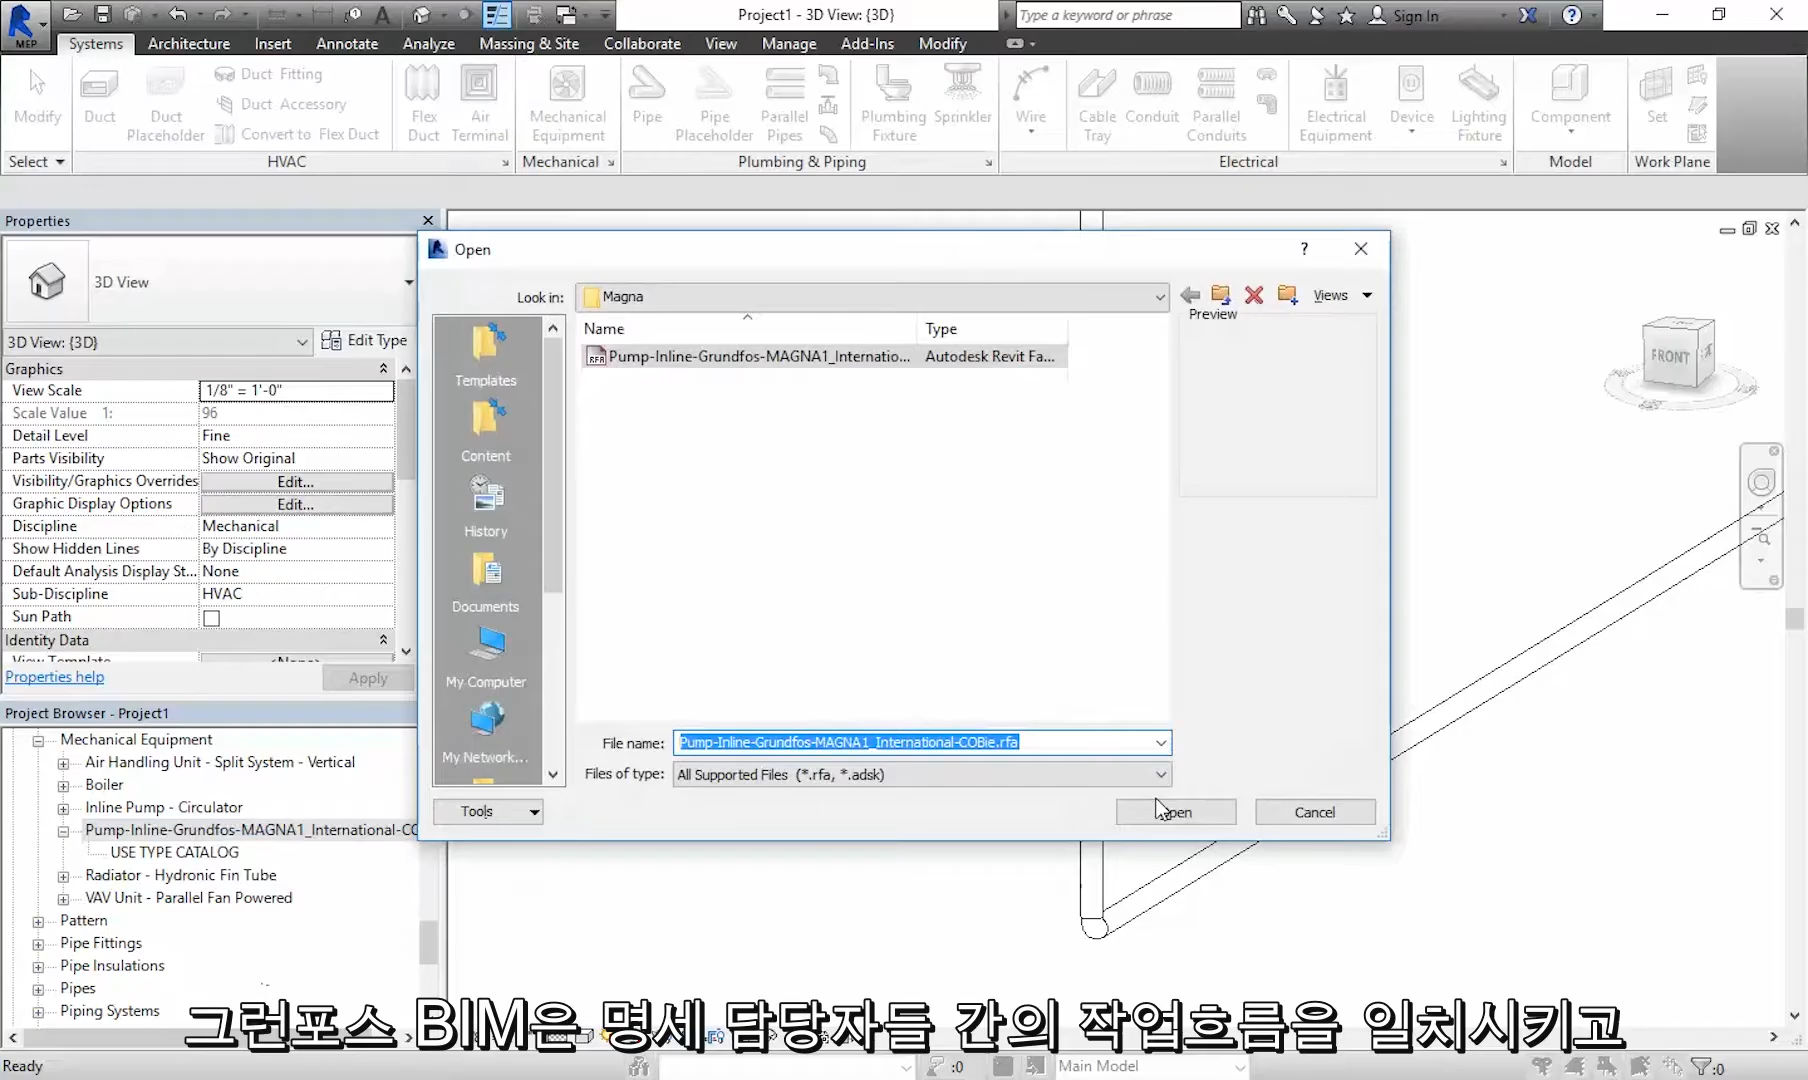 Project1 - 3D View: {3D}
Type a keyword or phrase
Sign In
MEP
Systems Architecture Insert Annotate Analyze Massing & Site Collaborate View Manage Add-Ins Modify
Modify
Duct
Duct Placeholder
Duct Fitting
Duct Accessory
Convert to Flex Duct
Flex Duct
Air Terminal
Mechanical Equipment
Pipe
Pipe Placeholder
Parallel Pipes
Plumbing Fixture
Sprinkler
Wire
Cable Tray
Conduit
Parallel Conduits
Electrical Equipment
Device
Lighting Fixture
Component
Set
Select
HVAC
Mechanical
Plumbing & Piping
Electrical
Model
Work Plane
Properties
3D View
3D View: {3D}
Edit Type
Graphics
View Scale 1/8" = 1'-0"
Scale Value 1: 96
Detail Level Fine
Parts Visibility Show Original
Visibility/Graphics Overrides Edit...
Graphic Display Options Edit...
Discipline Mechanical
Show Hidden Lines By Discipline
Default Analysis Display St... None
Sub-Discipline HVAC
Sun Path
Identity Data
View Template <None>
Properties help
Apply
Project Browser - Project1
Mechanical Equipment
Air Handling Unit - Split System - Vertical
Boiler
Inline Pump - Circulator
Pump-Inline-Grundfos-MAGNA1_International-CO
USE TYPE CATALOG
Radiator - Hydronic Fin Tube
VAV Unit - Parallel Fan Powered
Pattern
Pipe Fittings
Pipe Insulations
Pipes
Piping Systems
Open
?
Look in: Magna
Views
Preview
Name Type
Pump-Inline-Grundfos-MAGNA1_Internatio... Autodesk Revit Fa...
RFA
Templates
Content
History
Documents
My Computer
My Network...
File name: Pump-Inline-Grundfos-MAGNA1_International-COBie.rfa
Files of type: All Supported Files (*.rfa, *.adsk)
Tools
Open
Cancel
FRONT
그런포스 BIM은 명세 담당자들 간의 작업흐름을 일치시키고
Ready
:0
Main Model
:0